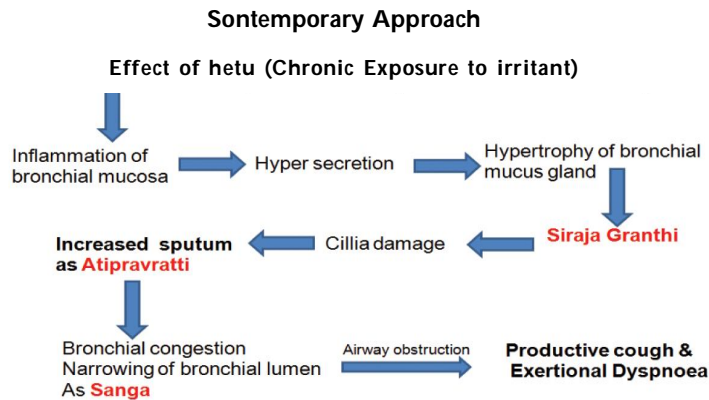 Sontemporary Approach
Effect of hetu (Chronic Exposure to irritant)
Inflammation of
bronchial mucosa
Hyper secretion
Hypertrophy of bronchial
mucus gland
Siraja Granthi
Cillia damage
Increased sputum
as Atipravratti
Bronchial congestion
Narrowing of bronchial lumen
As Sanga
Airway obstruction
Productive cough &
Exertional Dyspnoea